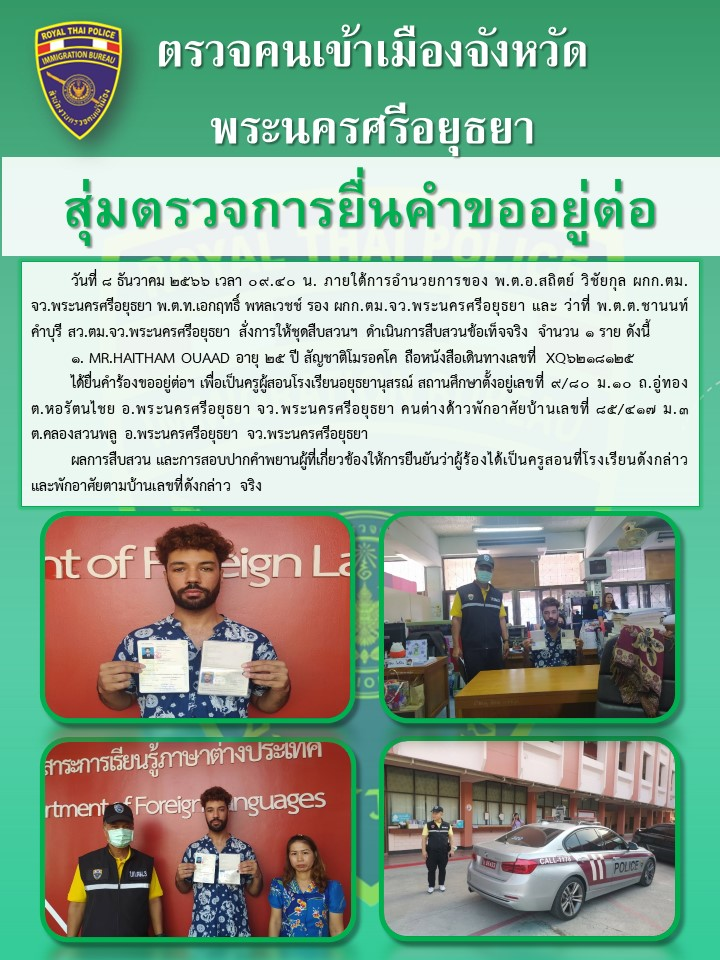 ROYAL THAI POLICE
IMMIGRATION BUREAU
สำนักงานตรวจคนเข้าเมือง
ตรวจคนเข้าเมืองจังหวัด
พระนครศรีอยุธยา
สุ่มตรวจการยื่นคำขออยู่ต่อ
วันที่ ๘ ธันวาคม ๒๕๖๖ เวลา ๐๙.๔๐ น. ภายใต้การอำนวยการของ พ.ต.อ.สถิตย์ วิชัยกุล ผกก.ตม.
จว.พระนครศรีอยุธยา พ.ต.ท.เอกฤทธิ์ พหลเวชช์ รอง ผกก.ตม.จว.พระนครศรีอยุธยา และ ว่าที่ พ.ต.ต.ชานนท์
คำบุรี สว.ตม.จว.พระนครศรีอยุธยา สั่งการให้ชุดสืบสวนฯ ดำเนินการสืบสวนข้อเท็จจริง จำนวน ๑ ราย ดังนี้
๑. MR.HAITHAM OUAAD อายุ ๒๕ ปี สัญชาติโมรอคโค ถือหนังสือเดินทางเลขที่ XQ๖๒๑๘๑๒๕
ได้ยื่นคำร้องขออยู่ต่อฯ เพื่อเป็นครูผู้สอนโรงเรียนอยุธยานุสรณ์ สถานศึกษาตั้งอยู่เลขที่ ๙/๘๐ ม.๑๐ ถ.อู่ทอง
ต.หอรัตนไชย อ.พระนครศรีอยุธยา จว.พระนครศรีอยุธยา คนต่างด้าวพักอาศัยบ้านเลขที่ ๘๕/๔๑๗ ม.๓
ต.คลองสวนพลู อ.พระนครศรีอยุธยา จว.พระนครศรีอยุธยา
ผลการสืบสวน และการสอบปากคำพยานผู้ที่เกี่ยวข้องให้การยืนยันว่าผู้ร้องได้เป็นครูสอนที่โรงเรียนดังกล่าว
และพักอาศัยตามบ้านเลขที่ดังกล่าว จริง
nt of Foreign La
สาระการเรียนรู้ภาษาต่างประเทศ
rtment of Foreign Languages
CALL-1178
POLICE